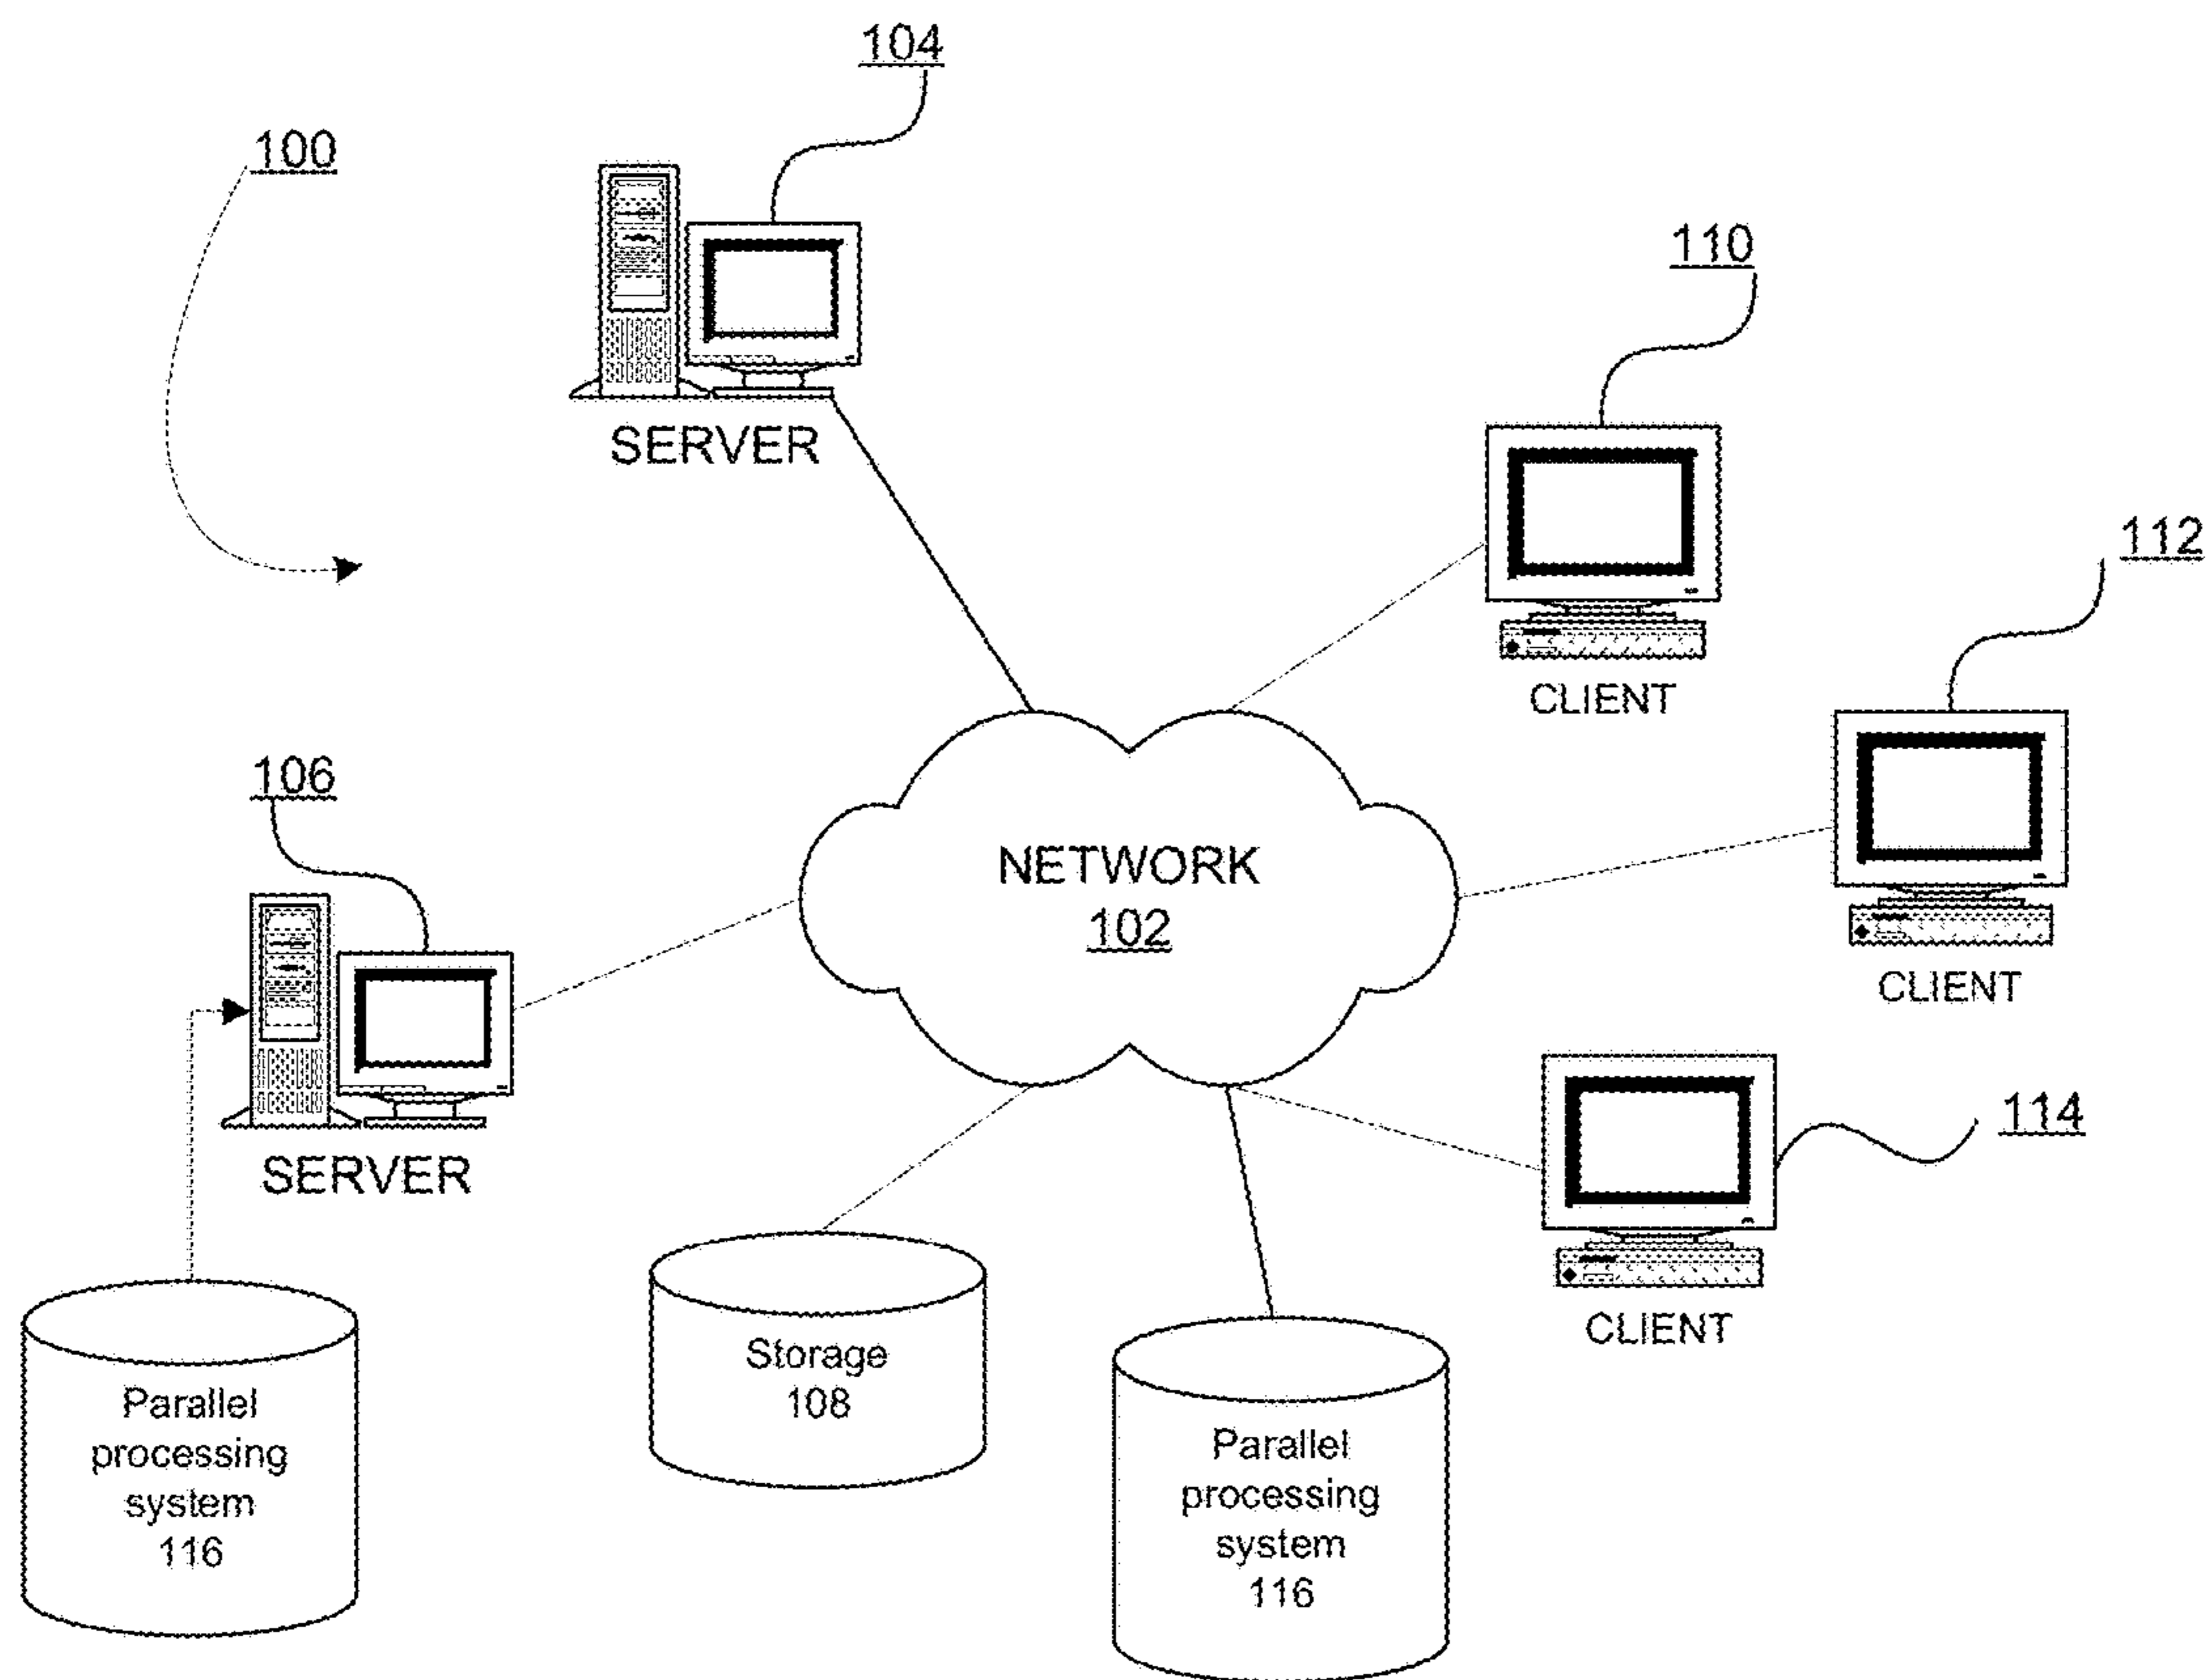 104
100
SERVER
110
CLIENT
112
CLIENT
106
SERVER
NETWORK
102
114
CLIENT
Storage
108
Parallel
processing
system
116
Parallel
processing
system
116